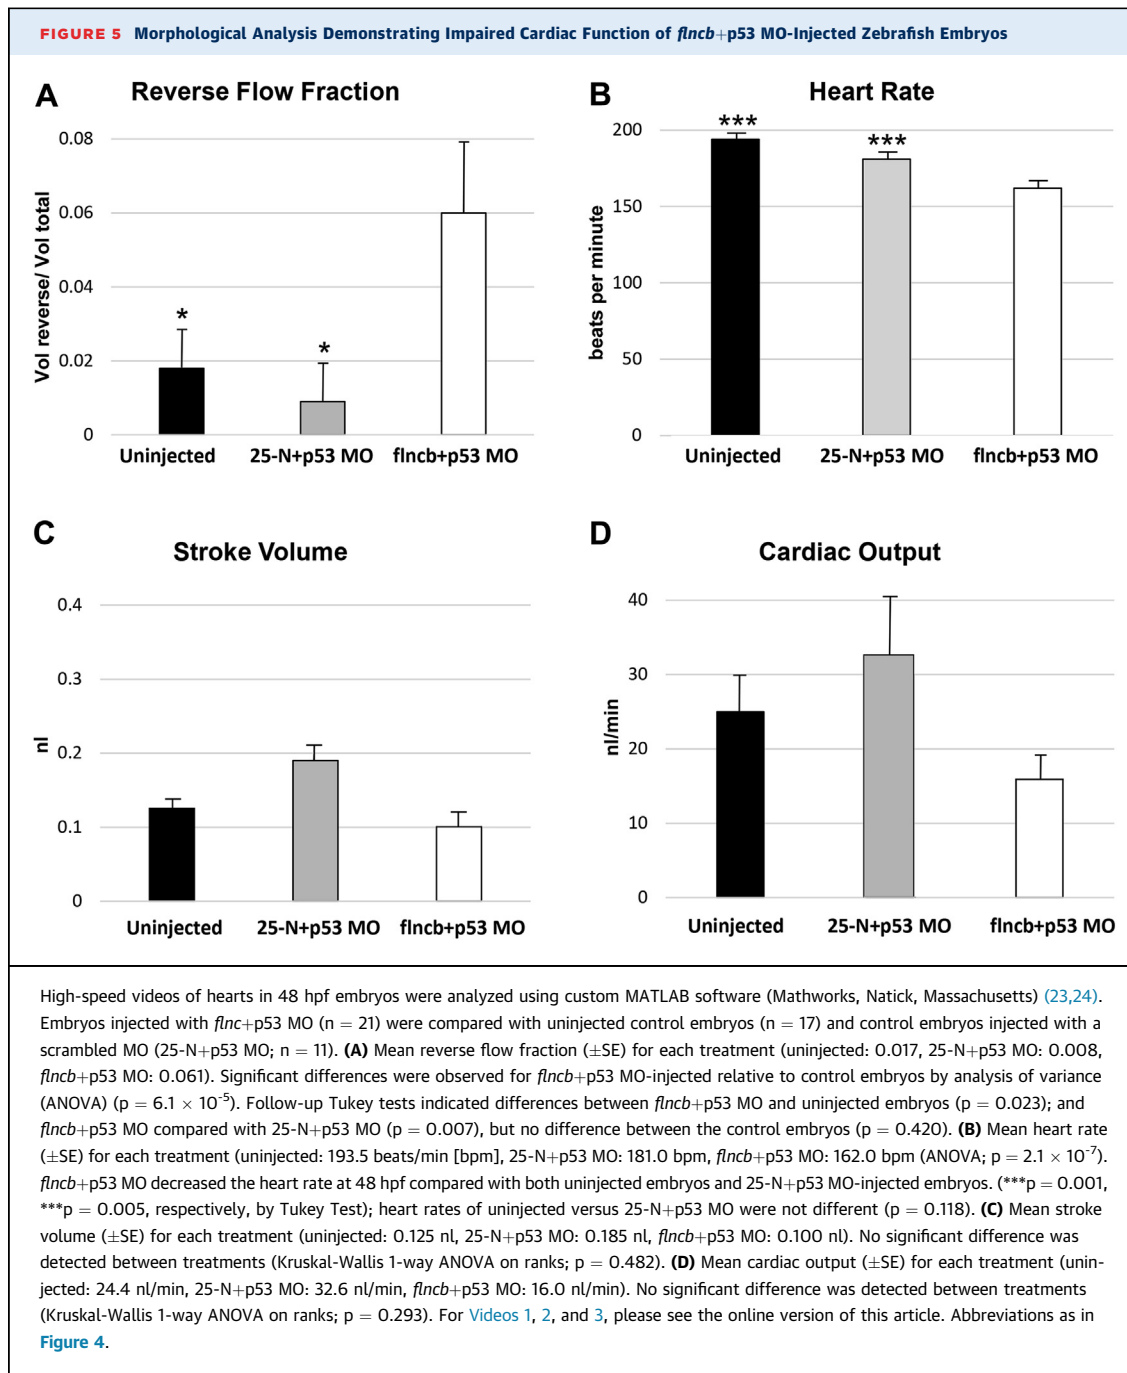 FIGURE 5 Morphological Analysis Demonstrating Impaired Cardiac Function of flncb+p53 MO-Injected Zebrafish Embryos
A
Reverse Flow Fraction
Vol reverse/ Vol total
0.08
0.06
0.04
0.02
0
*
*
Uninjected
25-N+p53 MO
flncb+p53 MO
B
Heart Rate
beats per minute
200
150
100
50
0
***
***
Uninjected
25-N+p53 MO
flncb+p53 MO
C
Stroke Volume
nl
0.4
0.3
0.2
0.1
0
Uninjected
25-N+p53 MO
flncb+p53 MO
D
Cardiac Output
nl/min
40
30
20
10
0
Uninjected
25-N+p53 MO
flncb+p53 MO
High-speed videos of hearts in 48 hpf embryos were analyzed using custom MATLAB software (Mathworks, Natick, Massachusetts) (23,24).
Embryos injected with flnc+p53 MO (n = 21) were compared with uninjected control embryos (n = 17) and control embryos injected with a
scrambled MO (25-N+p53 MO; n = 11). (A) Mean reverse flow fraction (±SE) for each treatment (uninjected: 0.017, 25-N+p53 MO: 0.008,
flncb+p53 MO: 0.061). Significant differences were observed for flncb+p53 MO-injected relative to control embryos by analysis of variance
(ANOVA) (p = 6.1 × 10-5). Follow-up Tukey tests indicated differences between flncb+p53 MO and uninjected embryos (p = 0.023); and
flncb+p53 MO compared with 25-N+p53 MO (p = 0.007), but no difference between the control embryos (p = 0.420). (B) Mean heart rate
(±SE) for each treatment (uninjected: 193.5 beats/min [bpm], 25-N+p53 MO: 181.0 bpm, flncb+p53 MO: 162.0 bpm (ANOVA; p = 2.1 × 10-7).
flncb+p53 MO decreased the heart rate at 48 hpf compared with both uninjected embryos and 25-N+p53 MO-injected embryos. (***p = 0.001,
***p = 0.005, respectively, by Tukey Test); heart rates of uninjected versus 25-N+p53 MO were not different (p = 0.118). (C) Mean stroke
volume (±SE) for each treatment (uninjected: 0.125 nl, 25-N+p53 MO: 0.185 nl, flncb+p53 MO: 0.100 nl). No significant difference was
detected between treatments (Kruskal-Wallis 1-way ANOVA on ranks; p = 0.482). (D) Mean cardiac output (±SE) for each treatment (unin-
jected: 24.4 nl/min, 25-N+p53 MO: 32.6 nl/min, flncb+p53 MO: 16.0 nl/min). No significant difference was detected between treatments
(Kruskal-Wallis 1-way ANOVA on ranks; p = 0.293). For Videos 1, 2, and 3, please see the online version of this article. Abbreviations as in
Figure 4.